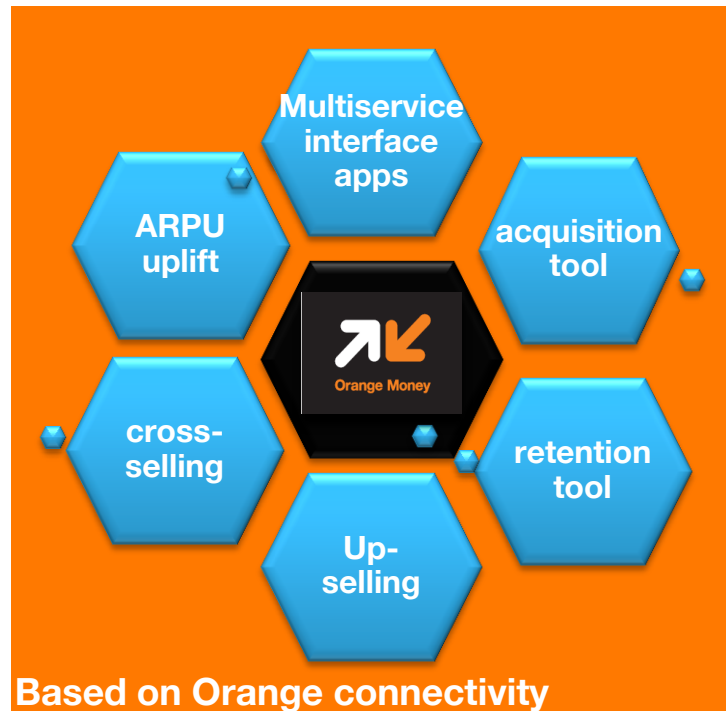 Multiservice
interface
apps
ARPU
uplift
acquisition
tool
Orange Money
cross-
selling
retention
tool
Up-
selling
Based on Orange connectivity